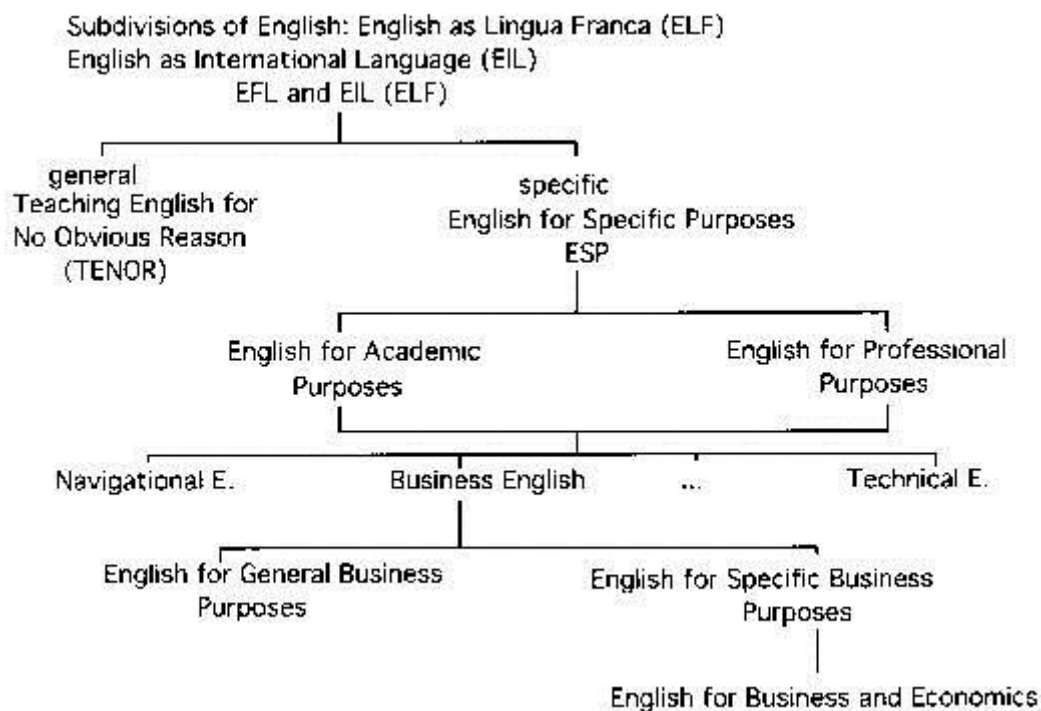 Subdivisions of English: English as Lingua Franca (ELF)
English as International Language (EIL)
EFL and EIL (ELF)
general
Teaching English for
No Obvious Reason
(TENOR)
specific
English for Specific Purposes
ESP
English for Academic
Purposes
English for Professional
Purposes
Navigational E.
Business English
...
Technical E.
English for General Business
Purposes
English for Specific Business
Purposes
English for Business and Economics